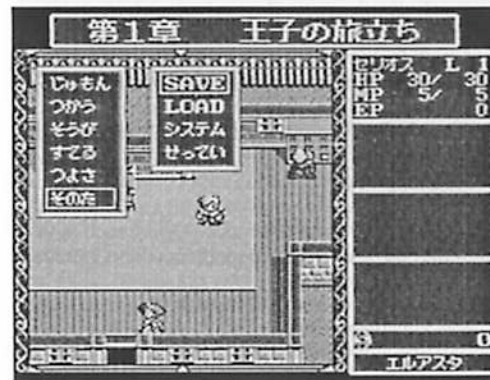 第1章 王子の旅立ち
じゅもん
つかう
そうび
すてる
つよさ
そのた
SAVE
LOAD
システム
せってい
セリオス L 1
HP 30/ 30
MP 5/ 5
EP 0
$ 0
エルアスタ